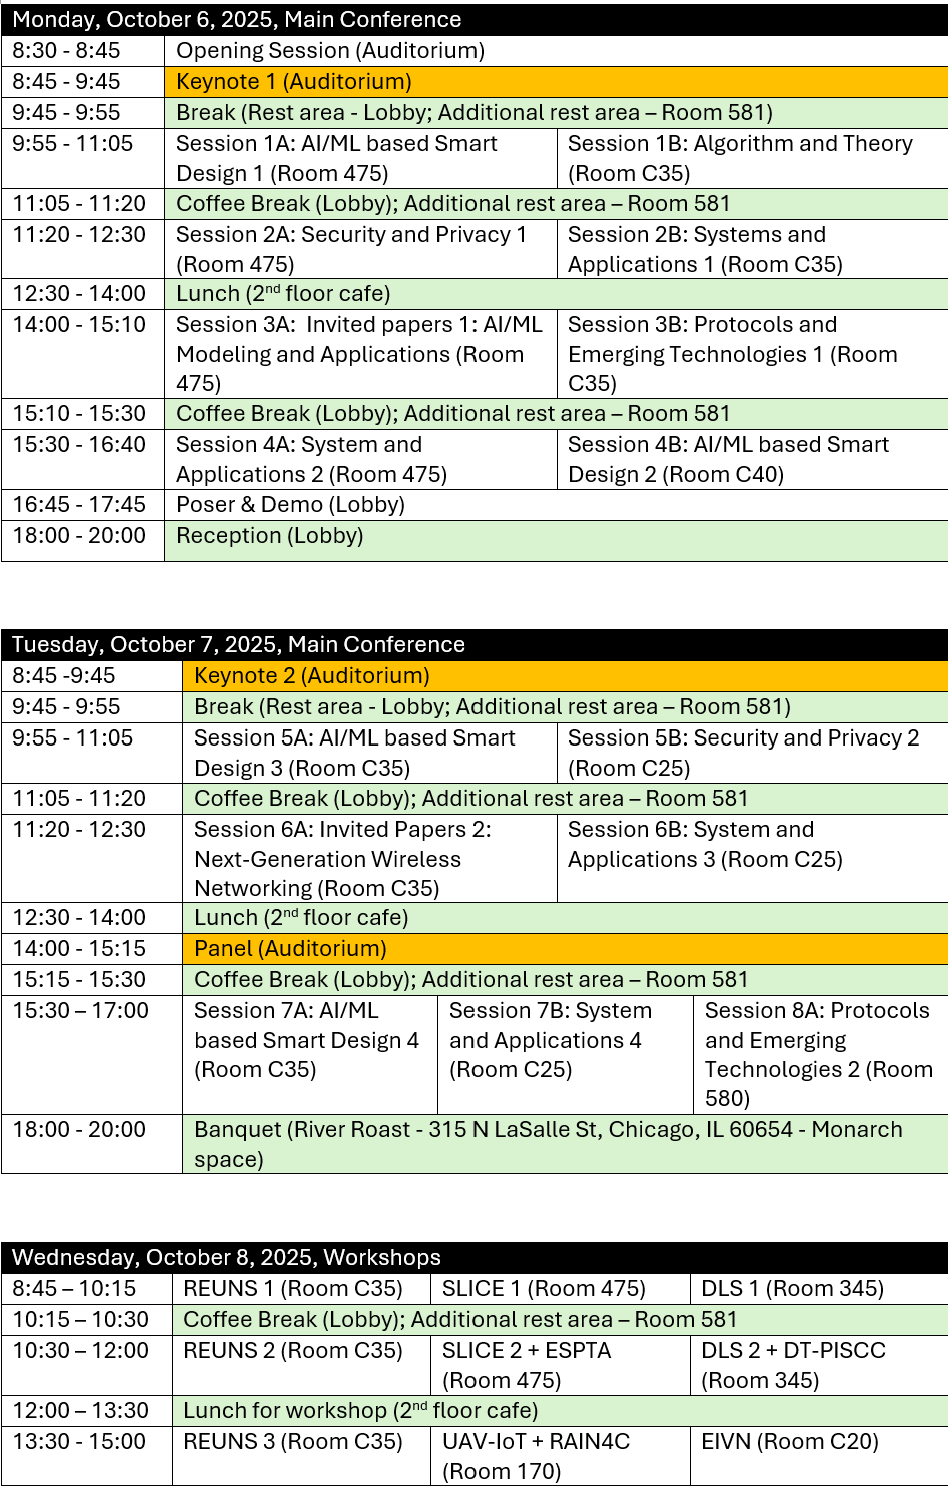 Monday, October 6, 2025, Main Conference
8:30 - 8:45 Opening Session (Auditorium)
8:45 - 9:45 Keynote 1 (Auditorium)
9:45 - 9:55 Break (Rest area - Lobby; Additional rest area – Room 581)
9:55 - 11:05
Session 1A: AI/ML based Smart
Design 1 (Room 475)
Session 1B: Algorithm and Theory
(Room C35)
11:05 - 11:20 Coffee Break (Lobby); Additional rest area – Room 581
11:20 - 12:30
Session 2A: Security and Privacy 1
(Room 475)
Session 2B: Systems and
Applications 1 (Room C35)
12:30 - 14:00 Lunch (2nd floor cafe)
14:00 - 15:10
Session 3A:  Invited papers 1: AI/ML
Modeling and Applications (Room
475)
Session 3B: Protocols and
Emerging Technologies 1 (Room
C35)
15:10 - 15:30 Coffee Break (Lobby); Additional rest area – Room 581
15:30 - 16:40
Session 4A: System and
Applications 2 (Room 475)
Session 4B: AI/ML based Smart
Design 2 (Room C40)
16:45 - 17:45 Poser & Demo (Lobby)
18:00 - 20:00 Reception (Lobby)
Tuesday, October 7, 2025, Main Conference
8:45 -9:45 Keynote 2 (Auditorium)
9:45 - 9:55 Break (Rest area - Lobby; Additional rest area – Room 581)
9:55 - 11:05
Session 5A: AI/ML based Smart
Design 3 (Room C35)
Session 5B: Security and Privacy 2
(Room C25)
11:05 - 11:20 Coffee Break (Lobby); Additional rest area – Room 581
11:20 - 12:30
Session 6A: Invited Papers 2:
Next-Generation Wireless
Networking (Room C35)
Session 6B: System and
Applications 3 (Room C25)
12:30 - 14:00 Lunch (2nd floor cafe)
14:00 - 15:15 Panel (Auditorium)
15:15 - 15:30 Coffee Break (Lobby); Additional rest area – Room 581
15:30 – 17:00
Session 7A: AI/ML
based Smart Design 4
(Room C35)
Session 7B: System
and Applications 4
(Room C25)
Session 8A: Protocols
and Emerging
Technologies 2 (Room
580)
18:00 - 20:00
Banquet (River Roast - 315 N LaSalle St, Chicago, IL 60654 - Monarch
space)
Wednesday, October 8, 2025, Workshops
8:45 – 10:15 REUNS 1 (Room C35) SLICE 1 (Room 475) DLS 1 (Room 345)
10:15 – 10:30 Coffee Break (Lobby); Additional rest area – Room 581
10:30 – 12:00
REUNS 2 (Room C35)
SLICE 2 + ESPTA
(Room 475)
DLS 2 + DT-PISCC
(Room 345)
12:00 – 13:30 Lunch for workshop (2nd floor cafe)
13:30 - 15:00
REUNS 3 (Room C35)
UAV-IoT + RAIN4C
(Room 170)
EIVN (Room C20)